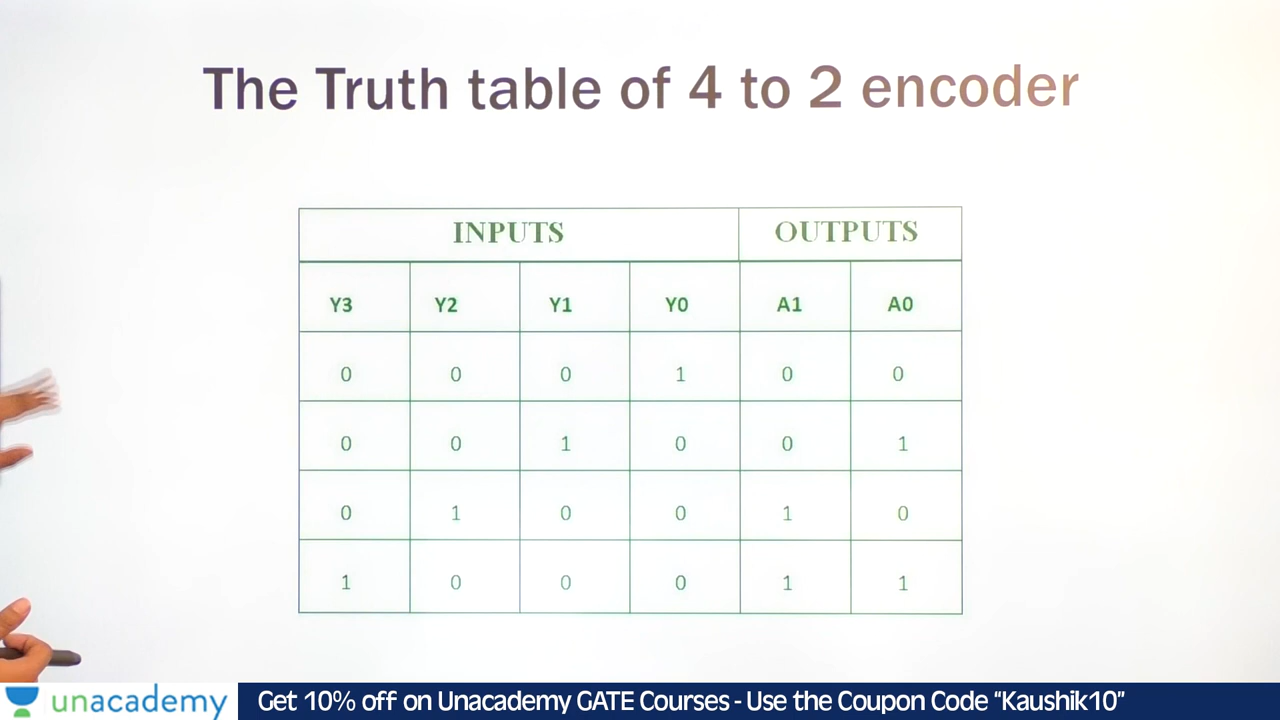 The Truth table of 4 to 2 encoder
INPUTS OUTPUTS
Y3 Y2 Y1 Y0 A1 A0
0 0 0 1 0 0
0 0 1 0 0 1
0 1 0 0 1 0
1 0 0 0 1 1
unacademy Get 10% off on Unacademy GATE Courses - Use the Coupon Code “Kaushik10”